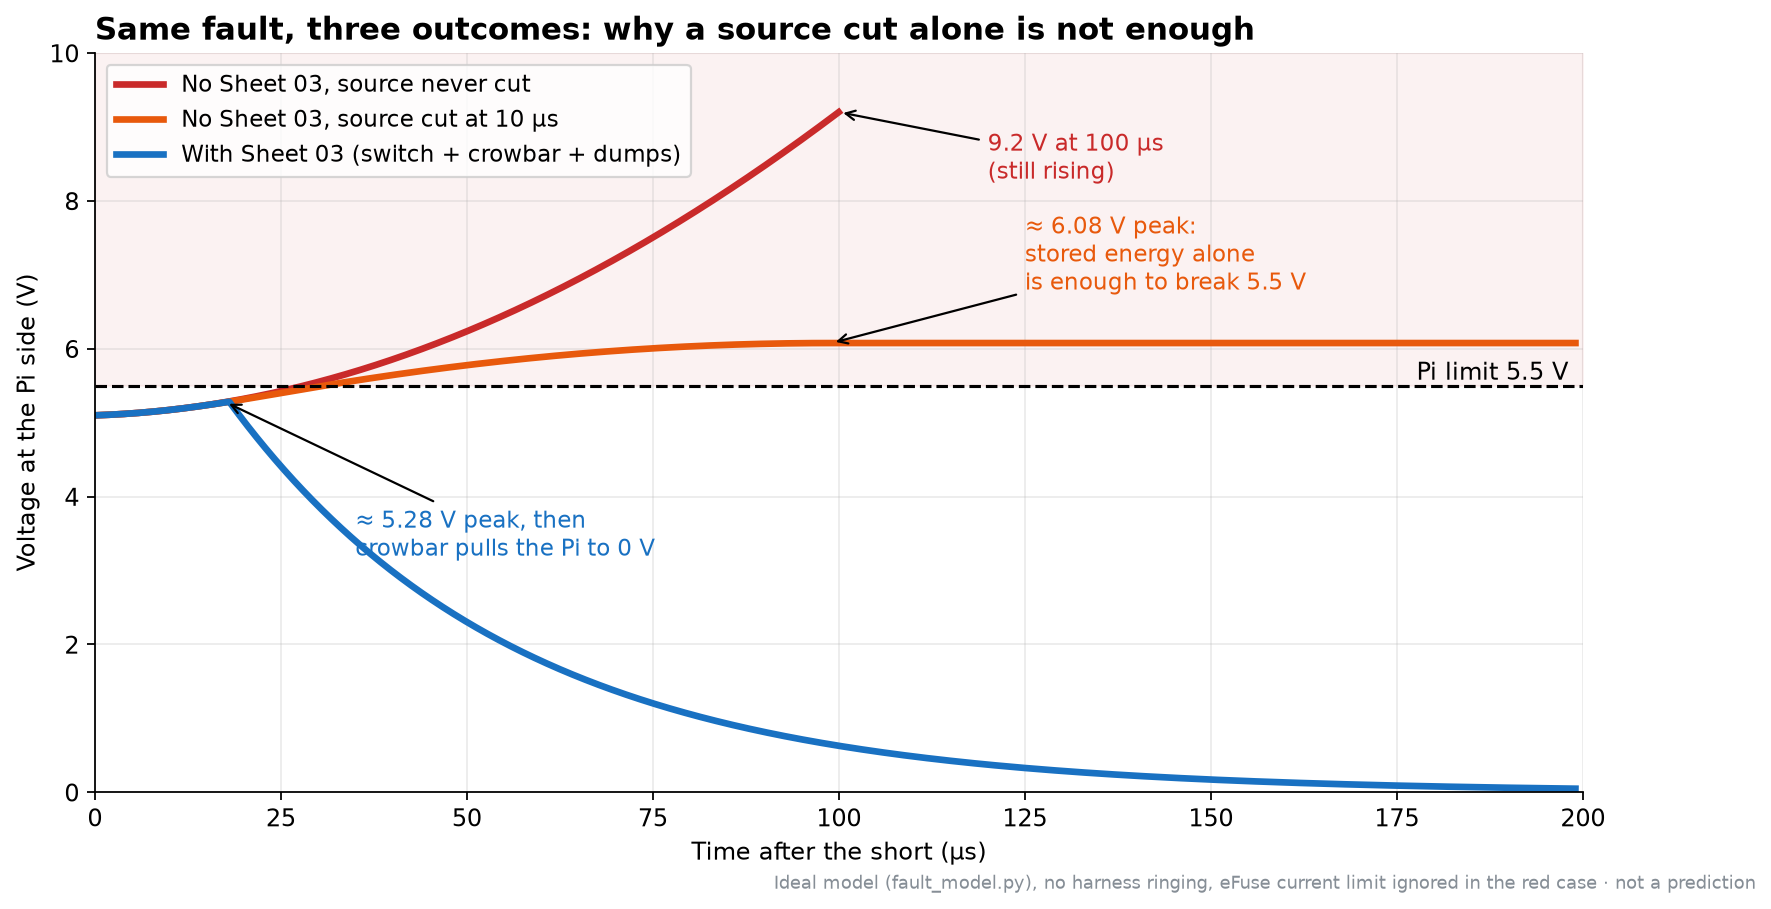 Same fault, three outcomes: why a source cut alone is not enough
No Sheet 03, source never cut
No Sheet 03, source cut at 10 µs
With Sheet 03 (switch + crowbar + dumps)
9.2 V at 100 µs
(still rising)
≈ 6.08 V peak:
stored energy alone
is enough to break 5.5 V
Pi limit 5.5 V
≈ 5.28 V peak, then
crowbar pulls the Pi to 0 V
Voltage at the Pi side (V)
10
8
6
4
2
0
0 25 50 75 100 125 150 175 200
Time after the short (µs)
Ideal model (fault_model.py), no harness ringing, eFuse current limit ignored in the red case · not a prediction